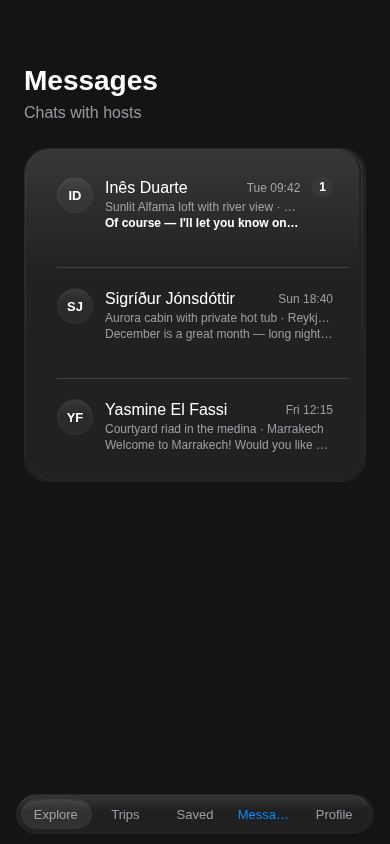 Messages
Chats with hosts
ID
Inês Duarte
Tue 09:42
1
Sunlit Alfama loft with river view · …
Of course — I'll let you know on…
SJ
Sigríður Jónsdóttir
Sun 18:40
Aurora cabin with private hot tub · Reykj…
December is a great month — long night…
YF
Yasmine El Fassi
Fri 12:15
Courtyard riad in the medina · Marrakech
Welcome to Marrakech! Would you like …
Explore
Trips
Saved
Messa…
Profile